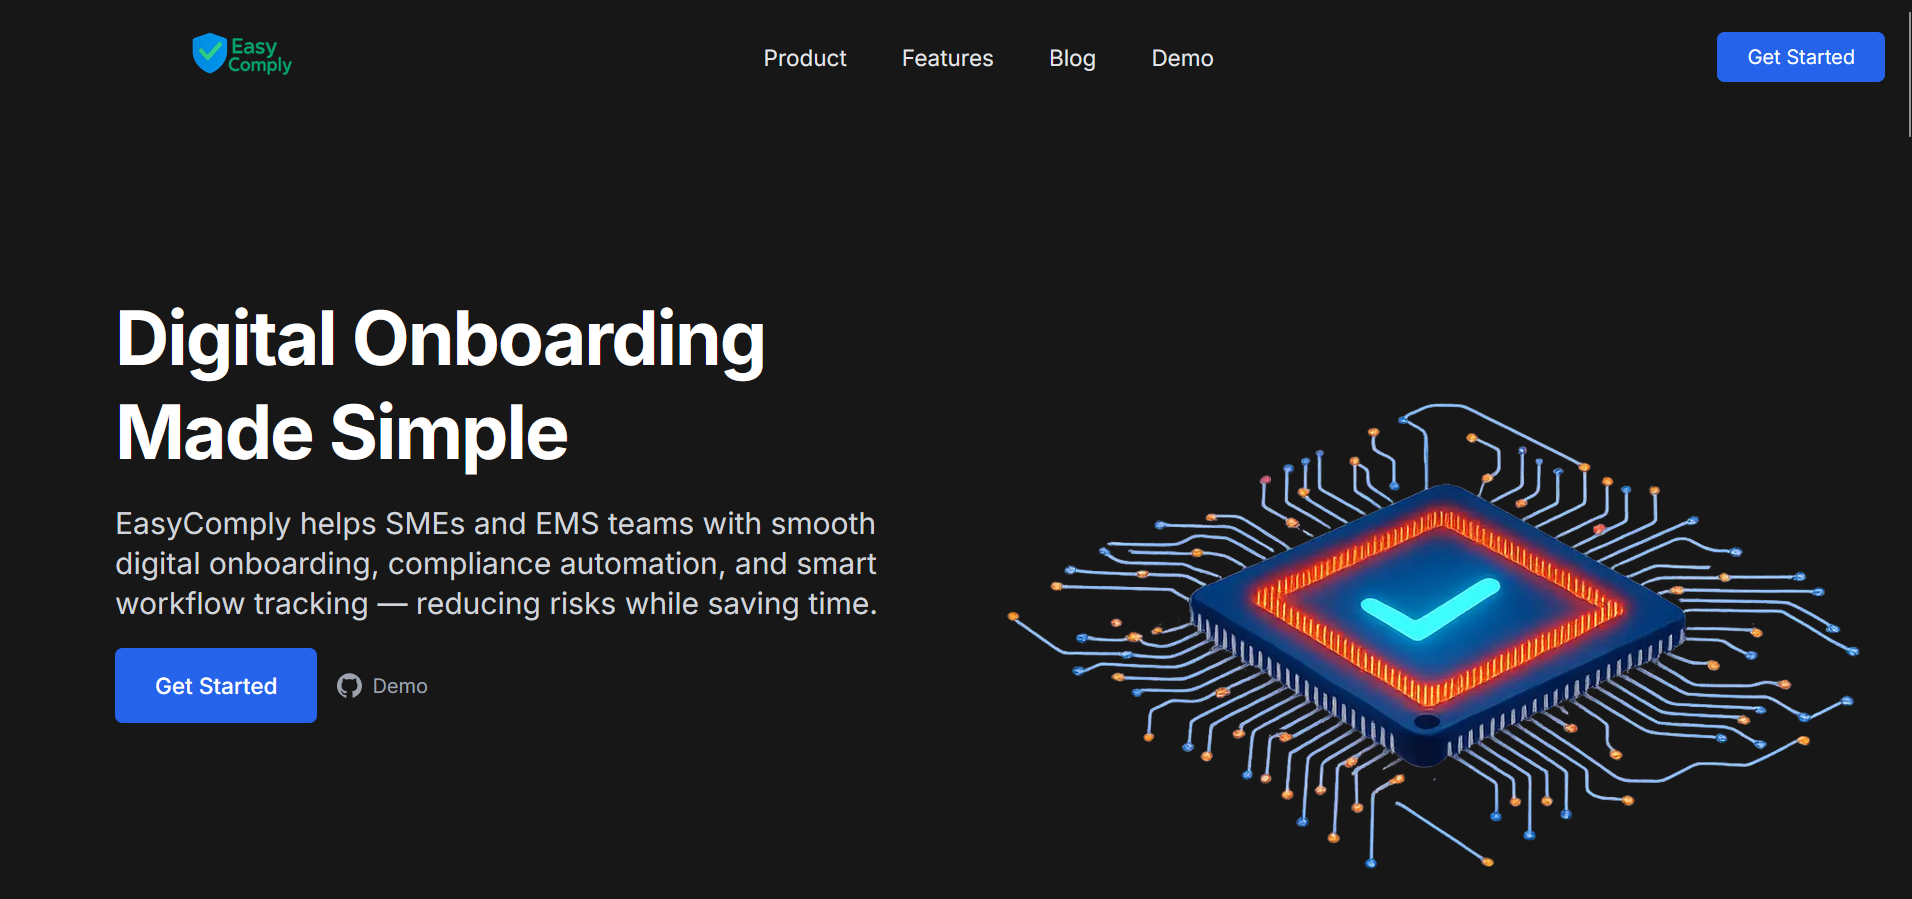 Easy
Comply
Product
Features
Blog
Demo
Get Started
Digital Onboarding
Made Simple
EasyComply helps SMEs and EMS teams with smooth
digital onboarding, compliance automation, and smart
workflow tracking — reducing risks while saving time.
Get Started
Demo